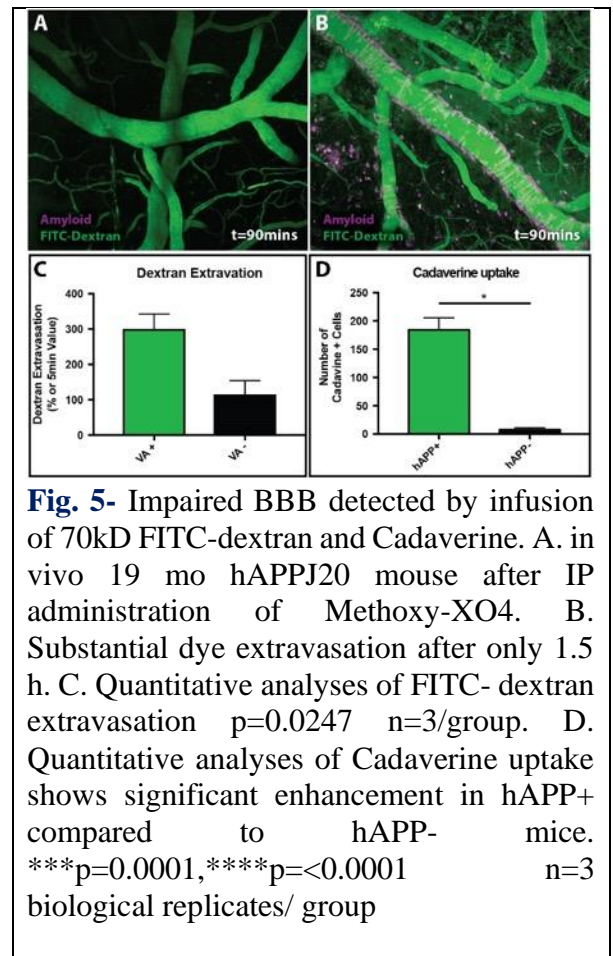 A
B
Amyloid
FITC-Dextran
t=90mins
Amyloid
FITC-Dextran
t=90mins
C
Dextran Extravation
Dextran Extravasation
(% or 5min Value)
400
300
200
100
0
VA +
VA -
D
Cadaverine uptake
*
Number of
Cadavine + Cells
250
200
150
100
50
0
hAPP+
hAPP-
Fig. 5- Impaired BBB detected by infusion
of 70kD FITC-dextran and Cadaverine. A. in
vivo 19 mo hAPPJ20 mouse after IP
administration of Methoxy-XO4. B.
Substantial dye extravasation after only 1.5
h. C. Quantitative analyses of FITC- dextran
extravasation p=0.0247 n=3/group. D.
Quantitative analyses of Cadaverine uptake
shows significant enhancement in hAPP+
compared to hAPP- mice.
***p=0.0001,****p=<0.0001 n=3
biological replicates/ group